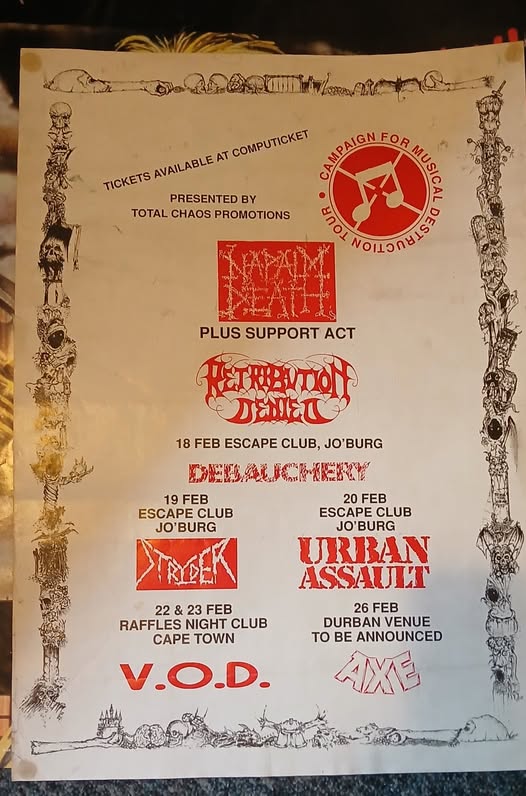 TICKETS AVAILABLE AT COMPUTICKET
CAMPAIGN FOR MUSICAL DESTRUCTION TOUR •
PRESENTED BY
TOTAL CHAOS PROMOTIONS
NAPALM
DEATH
PLUS SUPPORT ACT
RETRIBUTION
DENIED
18 FEB ESCAPE CLUB, JO'BURG
DEBAUCHERY
19 FEB
ESCAPE CLUB
JO'BURG
20 FEB
ESCAPE CLUB
JO'BURG
STRYDER
URBAN
ASSAULT
22 & 23 FEB
RAFFLES NIGHT CLUB
CAPE TOWN
26 FEB
DURBAN VENUE
TO BE ANNOUNCED
V.O.D.
AXE